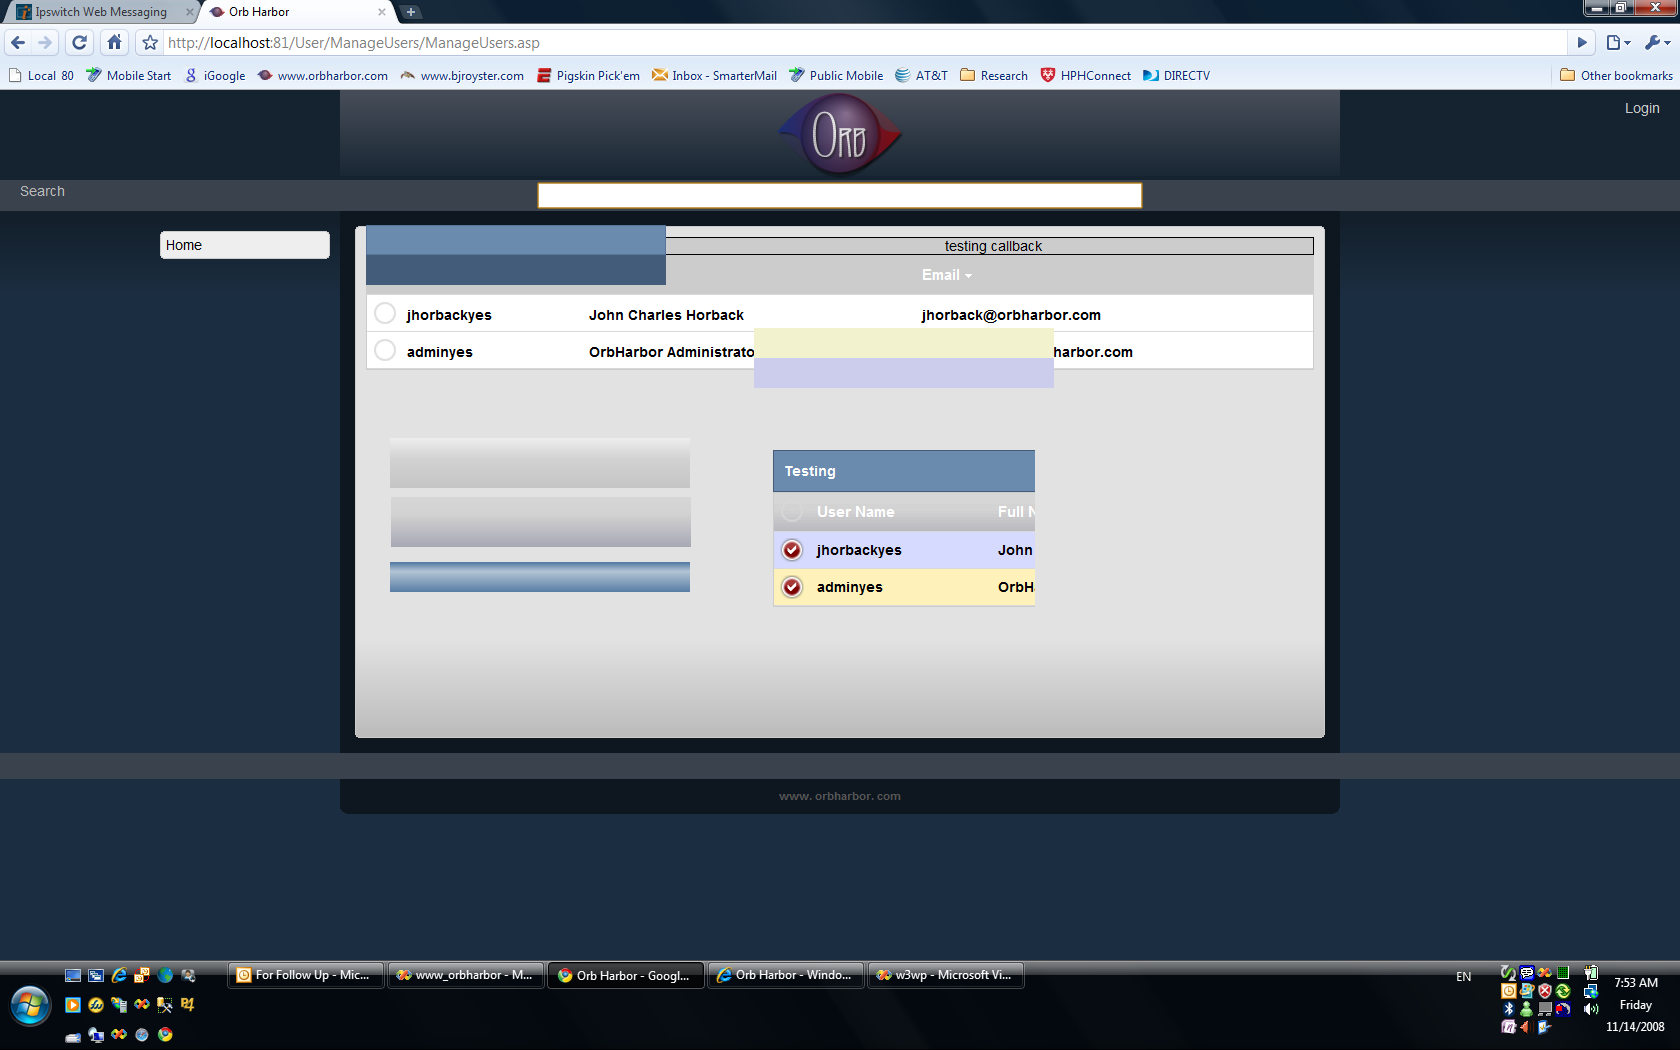 Ipswitch Web Messaging
Orb Harbor
http://localhost:81/User/ManageUsers/ManageUsers.asp
Local 80
Mobile Start
iGoogle
www.orbharbor.com
www.bjroyster.com
Pigskin Pick'em
Inbox - SmarterMail
Public Mobile
AT&T
Research
HPHConnect
DIRECTV
Other bookmarks
ORB
Login
Search
Home
testing callback
Email
jhorbackyes John Charles Horback jhorback@orbharbor.com
adminyes OrbHarbor Administrato harbor.com
Testing
User Name Full N
jhorbackyes John
adminyes OrbH
www. orbharbor. com
For Follow Up - Mic...
www_orbharbor - M...
Orb Harbor - Googl...
Orb Harbor - Windo...
w3wp - Microsoft Vi...
EN
7:53 AM
Friday
11/14/2008